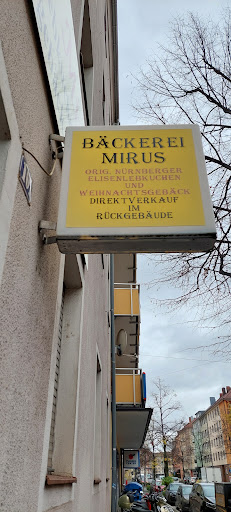 BÄCKEREI
MIRUS
ORIG. NÜRNBERGER
ELISENLEBKUCHEN
UND
WEIHNACHTSGEBÄCK
DIREKTVERKAUF
IM
RÜCKGEBÄUDE